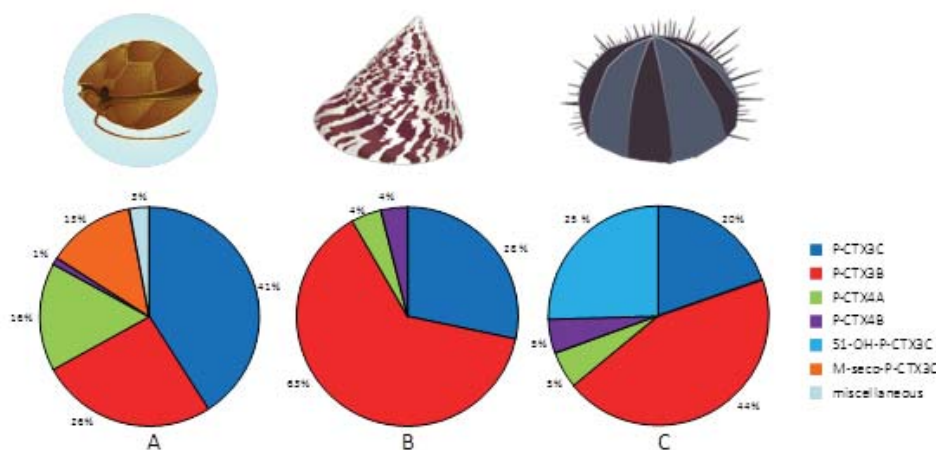 3%
13%
1%
16%
26%
41%
A
4%
4%
28%
63%
B
25%
20%
5%
5%
44%
C
P-CTX3C
P-CTX3B
P-CTX4A
P-CTX4B
51-OH-P-CTX3C
M-seco-P-CTX3C
miscellaneous